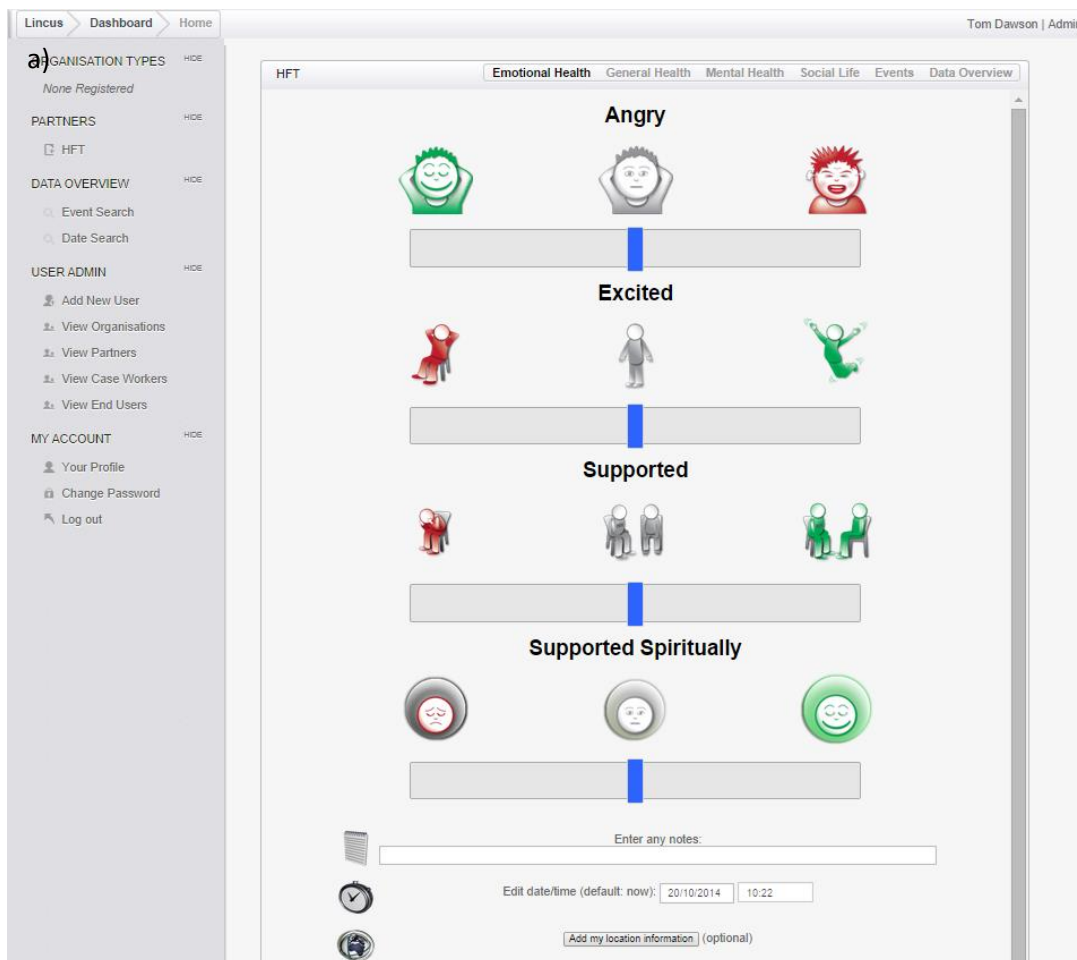 Lincus Dashboard Home Tom Dawson | Admin
a)
ORGANISATION TYPES HIDE
None Registered
PARTNERS HIDE
HFT
DATA OVERVIEW HIDE
Event Search
Date Search
USER ADMIN HIDE
Add New User
View Organisations
View Partners
View Case Workers
View End Users
MY ACCOUNT HIDE
Your Profile
Change Password
Log out
HFT Emotional Health General Health Mental Health Social Life Events Data Overview
Angry
Excited
Supported
Supported Spiritually
Enter any notes:
Edit date/time (default: now): 20/10/2014 10:22
Add my location information (optional)